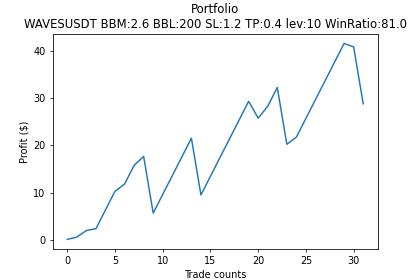 Portfolio
WAVESUSDT BBM:2.6 BBL:200 SL:1.2 TP:0.4 lev:10 WinRatio:81.0
40
30
20
10
0
Profit ($)
0 5 10 15 20 25 30
Trade counts